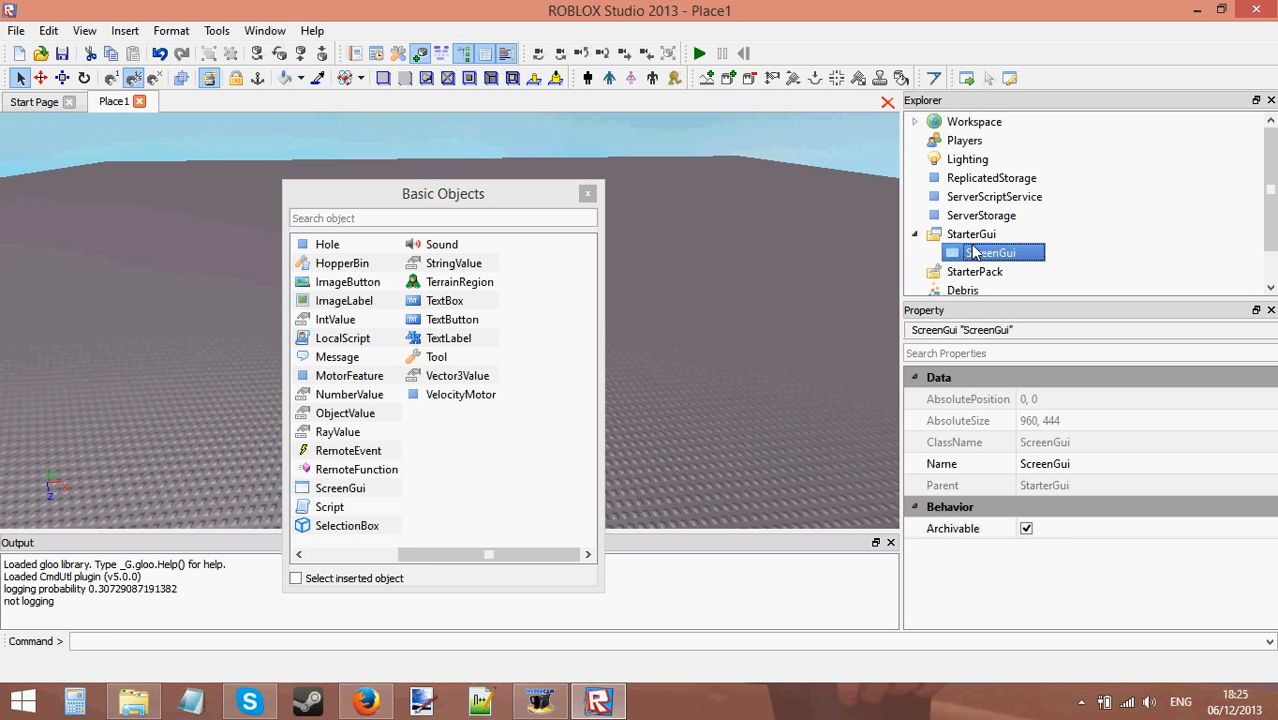 ROBLOX Studio 2013 - Place1
File Edit View Insert Format Tools Window Help
Start Page
Place1
Explorer
Workspace
Players
Lighting
ReplicatedStorage
ServerScriptService
ServerStorage
StarterGui
ScreenGui
StarterPack
Debris
Basic Objects
Search object
Hole
HopperBin
ImageButton
ImageLabel
IntValue
LocalScript
Message
MotorFeature
NumberValue
ObjectValue
RayValue
RemoteEvent
RemoteFunction
ScreenGui
Script
SelectionBox
Sound
StringValue
TerrainRegion
TextBox
TextButton
TextLabel
Tool
Vector3Value
VelocityMotor
Select inserted object
Property
ScreenGui "ScreenGui"
Search Properties
Data
AbsolutePosition 0, 0
AbsoluteSize 960, 444
ClassName ScreenGui
Name ScreenGui
Parent StarterGui
Behavior
Archivable
Output
Loaded gloo library. Type _G.gloo.Help() for help.
Loaded CmdUtl plugin (v5.0.0)
logging probability 0.30729087191382
not logging
Command >
ENG
18:25
06/12/2013